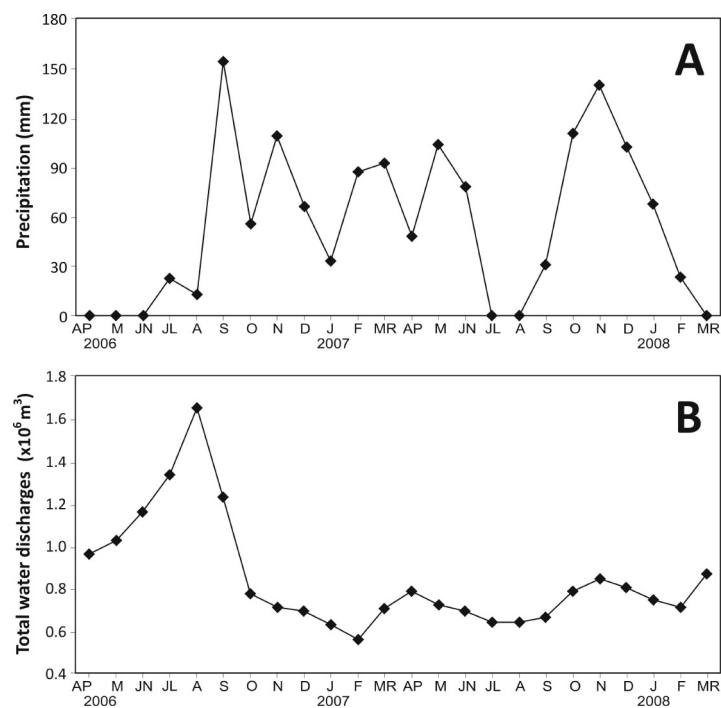 180
A
150
120
90
60
30
0
Precipitation (mm)
AP M JN JL A S O N D J F MR AP M JN JL A S O N D J F MR
2006 2007 2008
1.8
B
1.6
1.4
1.2
1.0
0.8
0.6
0.4
Total water discharges (x10⁶ m³)
AP M JN JL A S O N D J F MR AP M JN JL A S O N D J F MR
2006 2007 2008